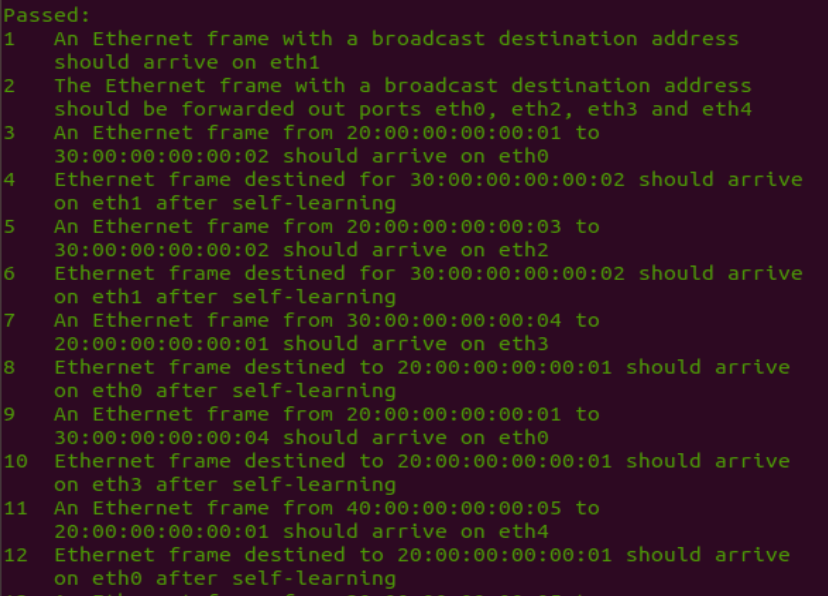 Passed:
1 An Ethernet frame with a broadcast destination address
should arrive on eth1
2 The Ethernet frame with a broadcast destination address
should be forwarded out ports eth0, eth2, eth3 and eth4
3 An Ethernet frame from 20:00:00:00:00:01 to
30:00:00:00:00:02 should arrive on eth0
4 Ethernet frame destined for 30:00:00:00:00:02 should arrive
on eth1 after self-learning
5 An Ethernet frame from 20:00:00:00:00:03 to
30:00:00:00:00:02 should arrive on eth2
6 Ethernet frame destined for 30:00:00:00:00:02 should arrive
on eth1 after self-learning
7 An Ethernet frame from 30:00:00:00:00:04 to
20:00:00:00:00:01 should arrive on eth3
8 Ethernet frame destined to 20:00:00:00:00:01 should arrive
on eth0 after self-learning
9 An Ethernet frame from 20:00:00:00:00:01 to
30:00:00:00:00:04 should arrive on eth0
10 Ethernet frame destined to 20:00:00:00:00:01 should arrive
on eth3 after self-learning
11 An Ethernet frame from 40:00:00:00:00:05 to
20:00:00:00:00:01 should arrive on eth4
12 Ethernet frame destined to 20:00:00:00:00:01 should arrive
on eth0 after self-learning